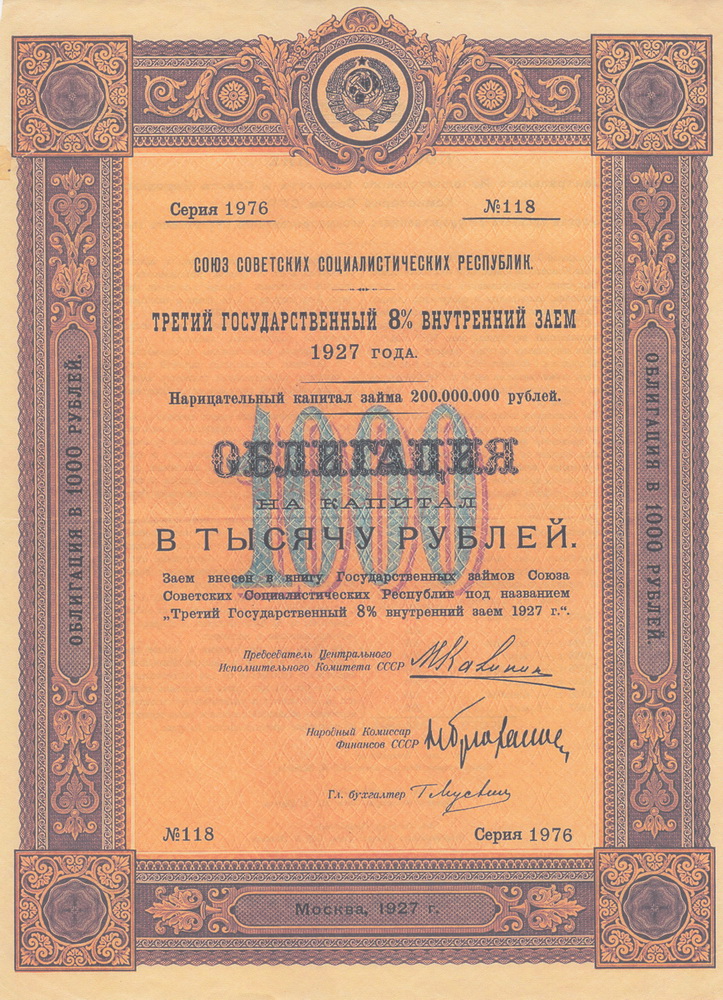 Серия 1976
№118
СОЮЗ СОВЕТСКИХ СОЦИАЛИСТИЧЕСКИХ РЕСПУБЛИК.
ТРЕТИЙ ГОСУДАРСТВЕННЫЙ 8% ВНУТРЕННИЙ ЗАЕМ
1927 ГОДА.
Нарицательный капитал займа 200.000.000 рублей.
1000
ОБЛИГАЦИЯ
НА КАПИТАЛ
В ТЫСЯЧУ РУБЛЕЙ.
Заем внесен в книгу Государственных займов Союза
Советских Социалистических Республик под названием
„Третий Государственный 8% внутренний заем 1927 г.“.
Председатель Центрального
Исполнительного Комитета СССР
МКалинин
Народный Комиссар
Финансов СССР
Гл. бухгалтер
№118
Серия 1976
Москва, 1927 г.
ОБЛИГАЦИЯ В 1000 РУБЛЕЙ.
ОБЛИГАЦИЯ В 1000 РУБЛЕЙ.